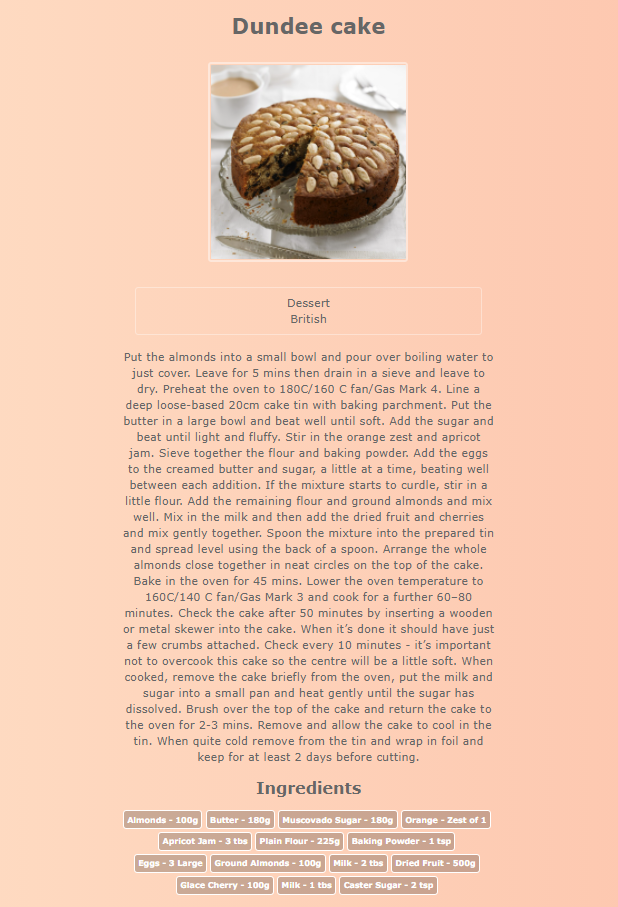 Dundee cake
Dessert
British
Put the almonds into a small bowl and pour over boiling water to
just cover. Leave for 5 mins then drain in a sieve and leave to
dry. Preheat the oven to 180C/160 C fan/Gas Mark 4. Line a
deep loose-based 20cm cake tin with baking parchment. Put the
butter in a large bowl and beat well until soft. Add the sugar and
beat until light and fluffy. Stir in the orange zest and apricot
jam. Sieve together the flour and baking powder. Add the eggs
to the creamed butter and sugar, a little at a time, beating well
between each addition. If the mixture starts to curdle, stir in a
little flour. Add the remaining flour and ground almonds and mix
well. Mix in the milk and then add the dried fruit and cherries
and mix gently together. Spoon the mixture into the prepared tin
and spread level using the back of a spoon. Arrange the whole
almonds close together in neat circles on the top of the cake.
Bake in the oven for 45 mins. Lower the oven temperature to
160C/140 C fan/Gas Mark 3 and cook for a further 60–80
minutes. Check the cake after 50 minutes by inserting a wooden
or metal skewer into the cake. When it’s done it should have just
a few crumbs attached. Check every 10 minutes - it’s important
not to overcook this cake so the centre will be a little soft. When
cooked, remove the cake briefly from the oven, put the milk and
sugar into a small pan and heat gently until the sugar has
dissolved. Brush over the top of the cake and return the cake to
the oven for 2-3 mins. Remove and allow the cake to cool in the
tin. When quite cold remove from the tin and wrap in foil and
keep for at least 2 days before cutting.
Ingredients
Almonds - 100g Butter - 180g Muscovado Sugar - 180g Orange - Zest of 1
Apricot Jam - 3 tbs Plain Flour - 225g Baking Powder - 1 tsp
Eggs - 3 Large Ground Almonds - 100g Milk - 2 tbs Dried Fruit - 500g
Glace Cherry - 100g Milk - 1 tbs Caster Sugar - 2 tsp